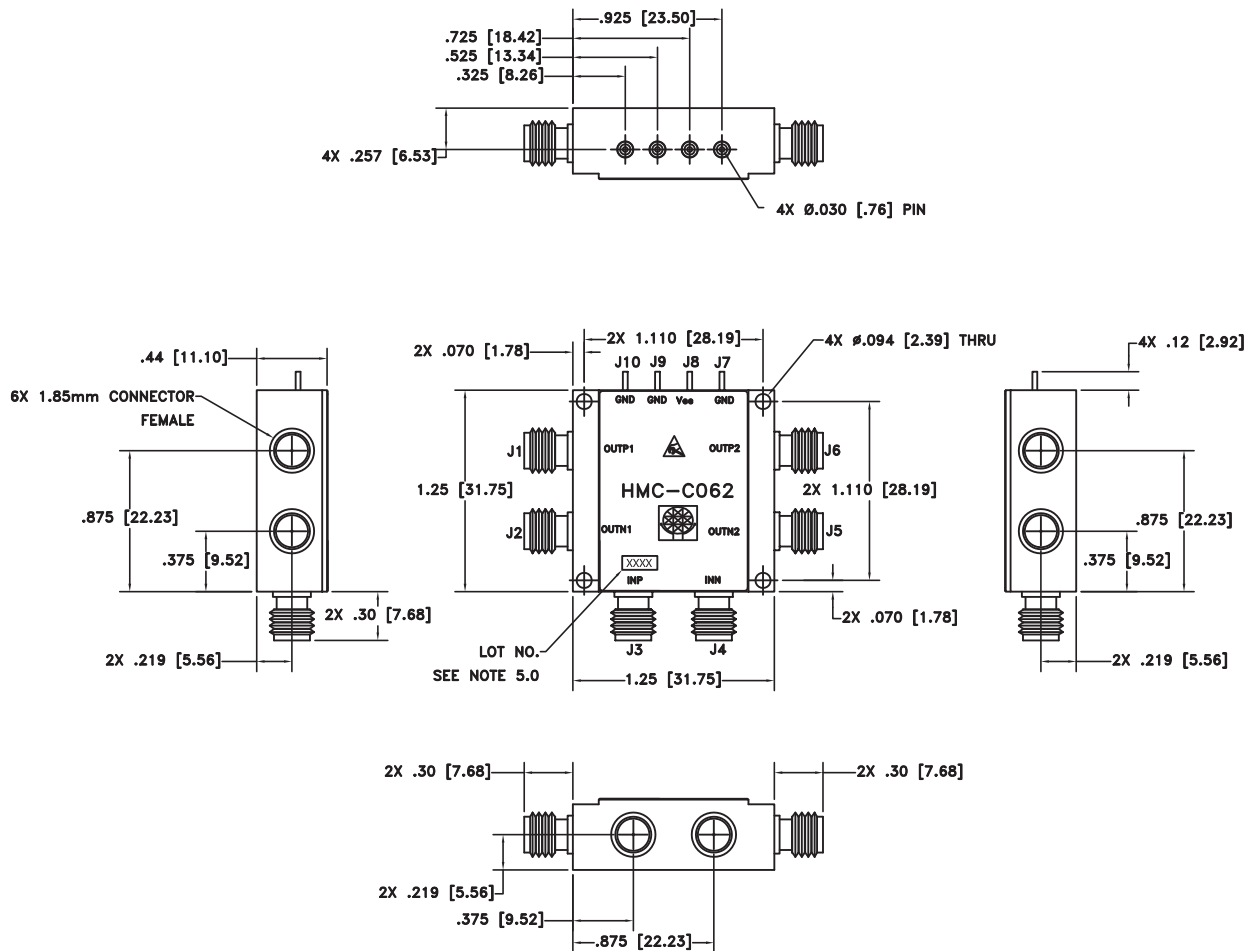 .925 [23.50]
.725 [18.42]
.525 [13.34]
.325 [8.26]
4X .257 [6.53]
4X Ø.030 [.76] PIN
.44 [11.10]
6X 1.85mm CONNECTOR
FEMALE
.875 [22.23]
.375 [9.52]
2X .30 [7.68]
2X .219 [5.56]
2X 1.110 [28.19]
2X .070 [1.78]
4X Ø.094 [2.39] THRU
J10 J9 J8 J7
GND GND Vee GND
J1 OUTP1 OUTP2 J6
HMC-C062
1.25 [31.75]
2X 1.110 [28.19]
J2 OUTN1 OUTN2 J5
XXXX
INP INN
2X .070 [1.78]
J3 J4
LOT NO.
SEE NOTE 5.0
1.25 [31.75]
4X .12 [2.92]
.875 [22.23]
.375 [9.52]
2X .219 [5.56]
2X .30 [7.68]
2X .30 [7.68]
2X .219 [5.56]
.375 [9.52]
.875 [22.23]